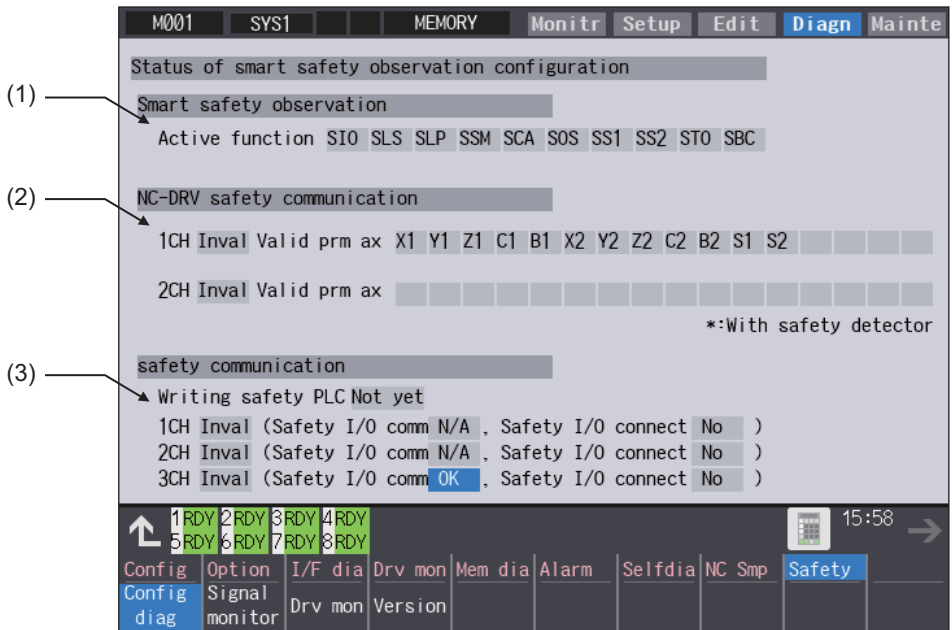 M001 SYS1 MEMORY Monitr Setup Edit Diagn Mainte
Status of smart safety observation configuration
(1)
Smart safety observation
Active function SIO SLS SLP SSM SCA SOS SS1 SS2 STO SBC
(2)
NC-DRV safety communication
1CH Inval Valid prm ax X1 Y1 Z1 C1 B1 X2 Y2 Z2 C2 B2 S1 S2
2CH Inval Valid prm ax
*:With safety detector
(3)
safety communication
Writing safety PLC Not yet
1CH Inval (Safety I/O comm N/A , Safety I/O connect No )
2CH Inval (Safety I/O comm N/A , Safety I/O connect No )
3CH Inval (Safety I/O comm OK , Safety I/O connect No )
1 RDY 2 RDY 3 RDY 4 RDY 15:58
5 RDY 6 RDY 7 RDY 8 RDY
Config Option I/F dia Drv mon Mem dia Alarm Selfdia NC Smp Safety
Config diag Signal monitor Drv mon Version